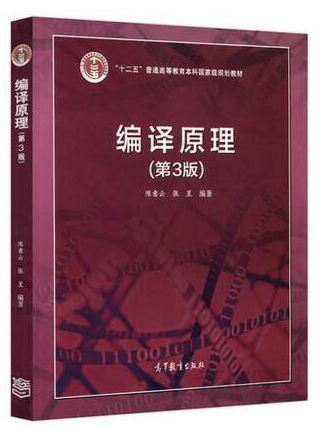 "十二五"普通高等教育本科国家级规划教材
编译原理
(第3版)
陈意云 张昱 编著
高等教育出版社
编译原理
(第3版)
陈意云 张昱 编著